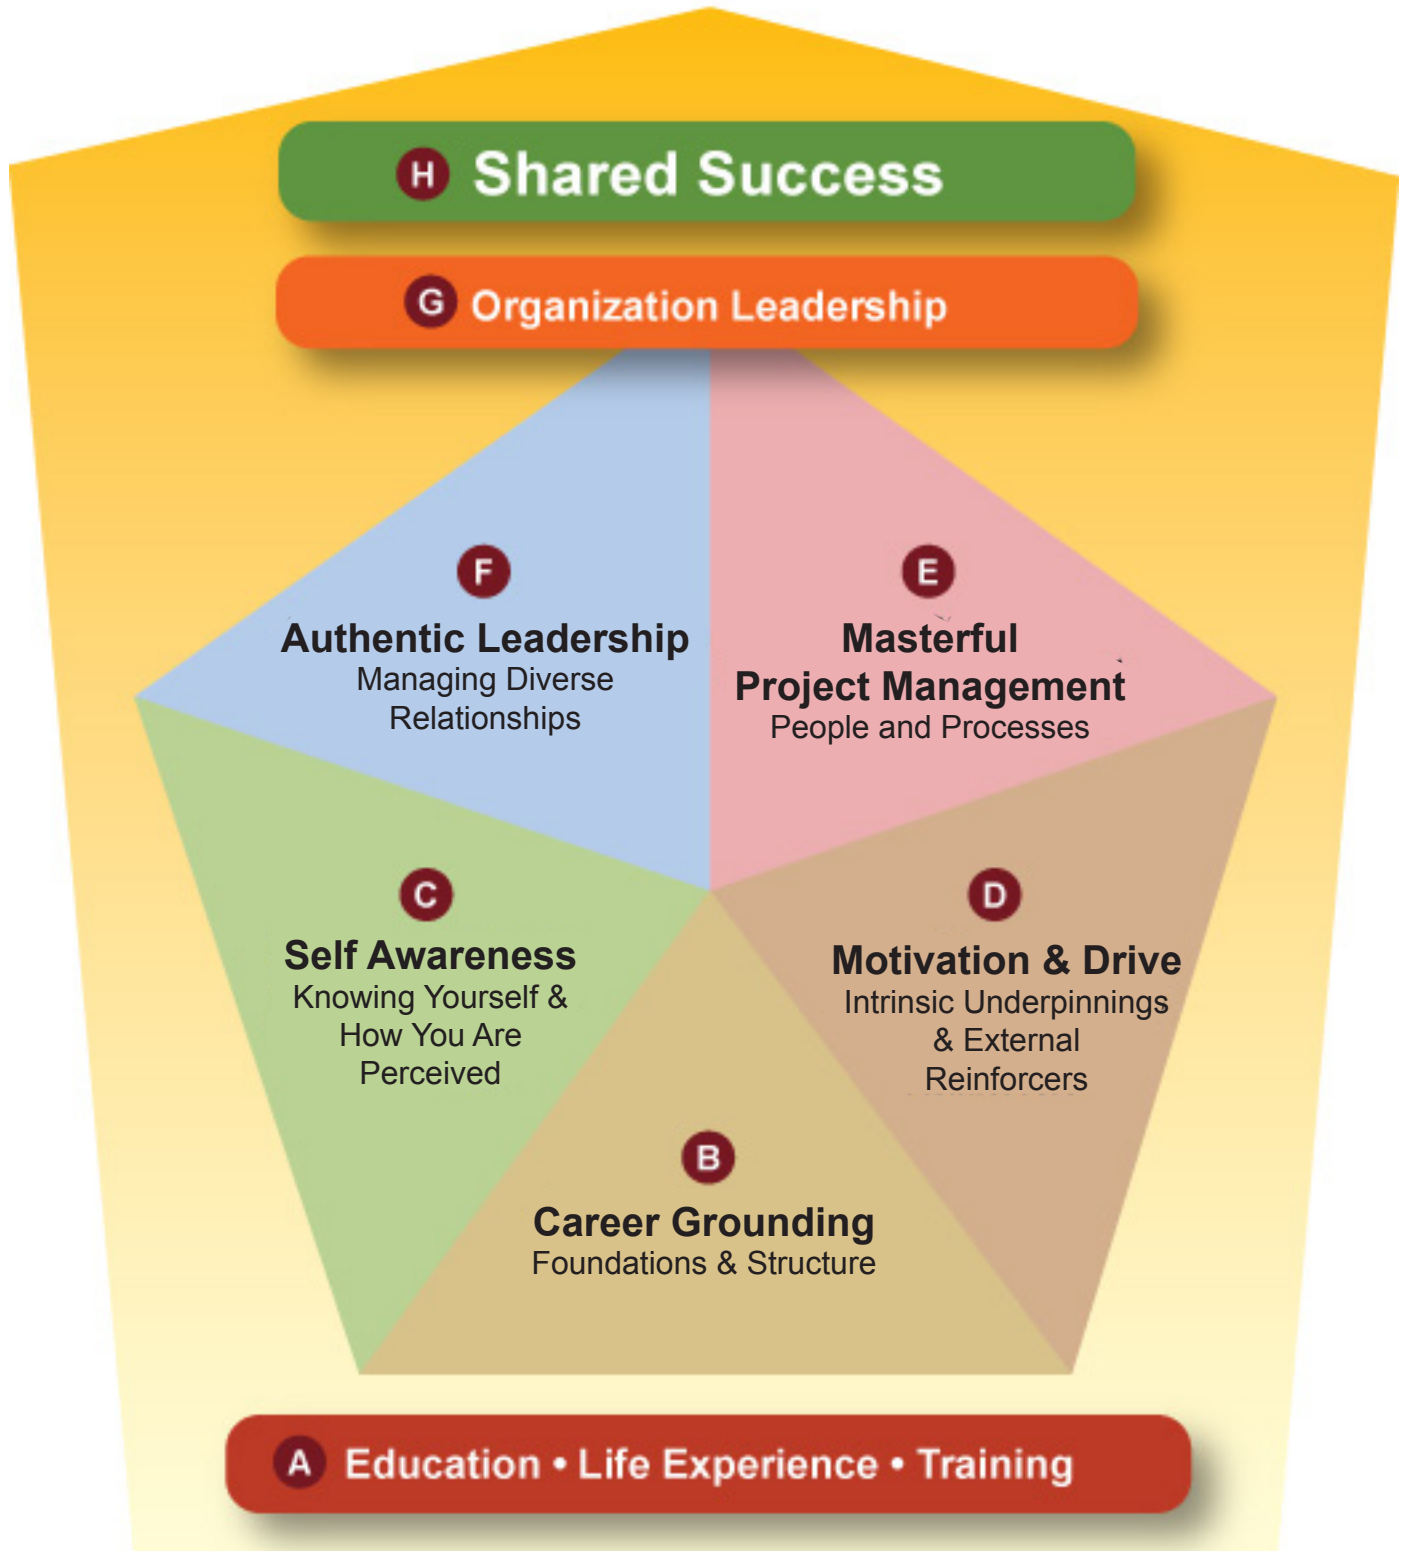 H Shared Success
G Organization Leadership
F
Authentic Leadership
Managing Diverse
Relationships
E
Masterful
Project Management
People and Processes
C
Self Awareness
Knowing Yourself &
How You Are
Perceived
D
Motivation & Drive
Intrinsic Underpinnings
& External
Reinforcers
B
Career Grounding
Foundations & Structure
A Education • Life Experience • Training